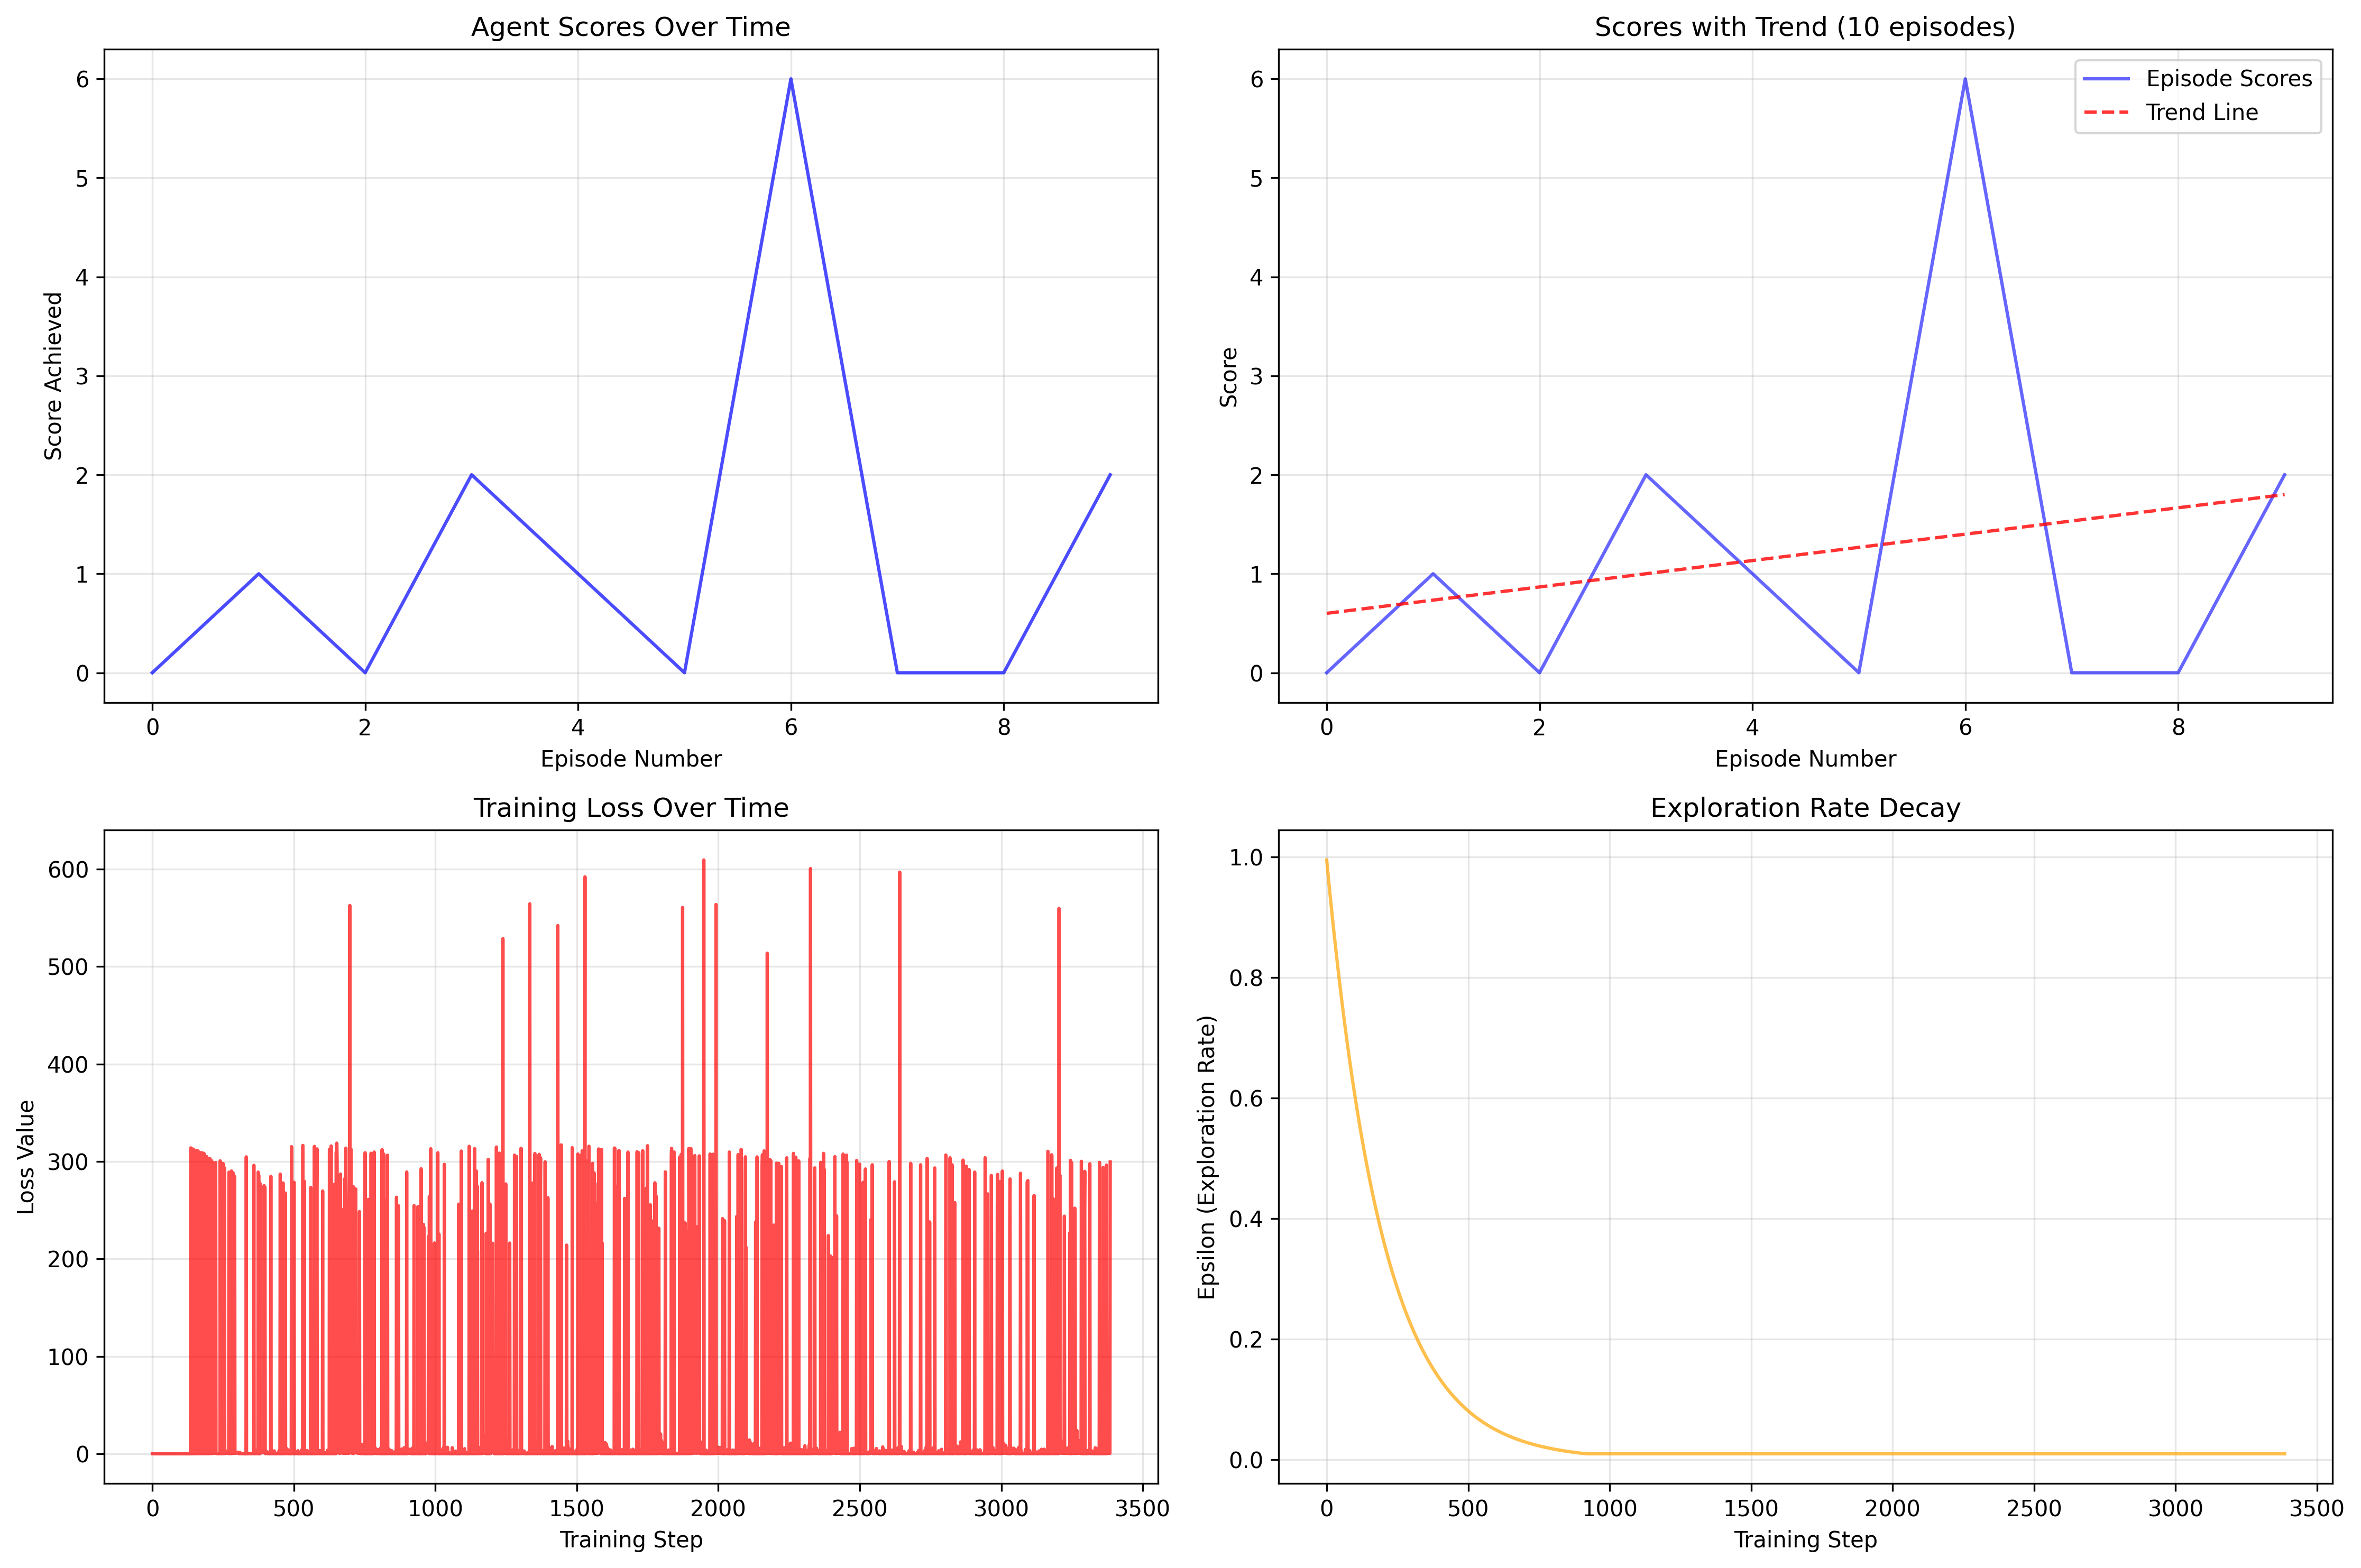 Agent Scores Over Time
Score Achieved
6
5
4
3
2
1
0
0 2 4 6 8
Episode Number
Scores with Trend (10 episodes)
Score
6
5
4
3
2
1
0
Episode Scores
Trend Line
0 2 4 6 8
Episode Number
Training Loss Over Time
Loss Value
600
500
400
300
200
100
0
0 500 1000 1500 2000 2500 3000 3500
Training Step
Exploration Rate Decay
Epsilon (Exploration Rate)
1.0
0.8
0.6
0.4
0.2
0.0
0 500 1000 1500 2000 2500 3000 3500
Training Step